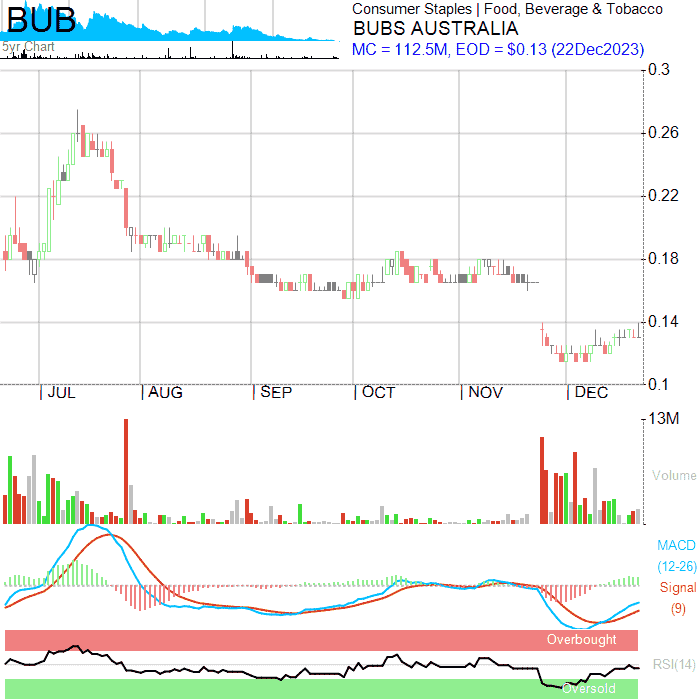 BUB
5yr Chart
Consumer Staples | Food, Beverage & Tobacco
BUBS AUSTRALIA
MC = 112.5M, EOD = $0.13 (22Dec2023)
0.3
0.26
0.22
0.18
0.14
0.1
JUL AUG SEP OCT NOV DEC
13M
Volume
MACD
(12-26)
Signal
(9)
Overbought
RSI(14)
Oversold